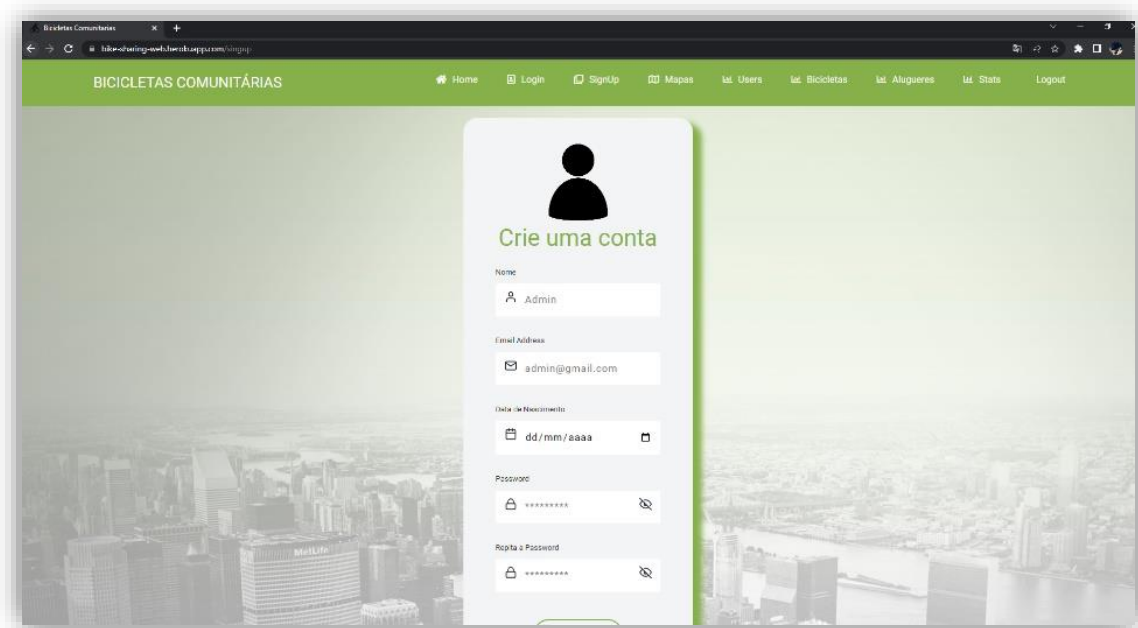 Bicicletas Comunitarias
bike-sharing-web.herokuapp.com/singup
BICICLETAS COMUNITÁRIAS
Home Login SignUp Mapas Users Bicicletas Alugueres Stats Logout
Crie uma conta
Nome
Admin
Email Address
admin@gmail.com
Data de Nascimento
dd/mm/aaaa
Password
*********
Repita a Password
*********
MetLife